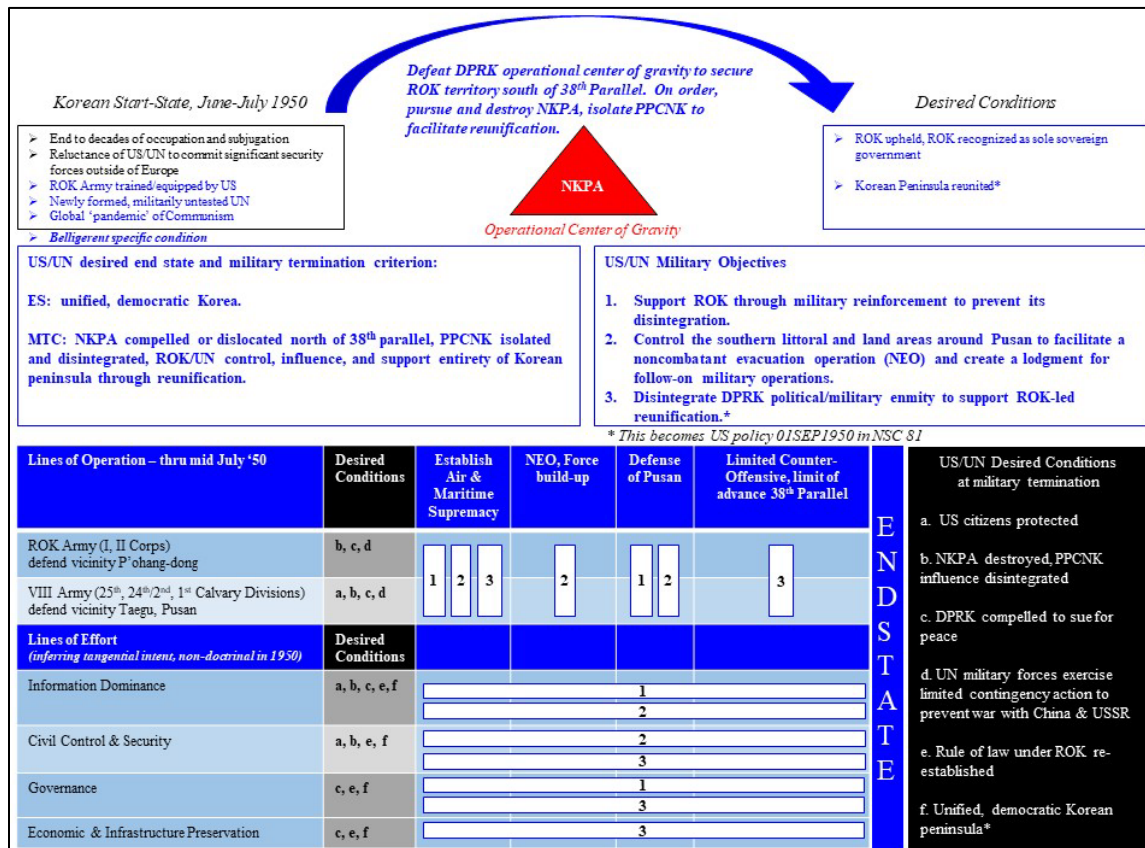 Defeat DPRK operational center of gravity to secure
ROK territory south of 38th Parallel. On order,
pursue and destroy NKPA, isolate PPCNK to
facilitate reunification.
Korean Start-State, June-July 1950
End to decades of occupation and subjugation
Reluctance of US/UN to commit significant security
forces outside of Europe
ROK Army trained/equipped by US
Newly formed, militarily untested UN
Global ‘pandemic’ of Communism
Belligerent specific condition
NKPA
Operational Center of Gravity
Desired Conditions
ROK upheld, ROK recognized as sole sovereign
government
Korean Peninsula reunited*
US/UN desired end state and military termination criterion:
ES: unified, democratic Korea.
MTC: NKPA compelled or dislocated north of 38th parallel, PPCNK isolated
and disintegrated, ROK/UN control, influence, and support entirety of Korean
peninsula through reunification.
US/UN Military Objectives
1. Support ROK through military reinforcement to prevent its
disintegration.
2. Control the southern littoral and land areas around Pusan to facilitate a
noncombatant evacuation operation (NEO) and create a lodgment for
follow-on military operations.
3. Disintegrate DPRK political/military enmity to support ROK-led
reunification.*
* This becomes US policy 01SEP1950 in NSC 81
Lines of Operation – thru mid July ‘50
Desired
Conditions
Establish
Air &
Maritime
Supremacy
NEO, Force
build-up
Defense
of Pusan
Limited Counter-
Offensive, limit of
advance 38th Parallel
ROK Army (I, II Corps)
defend vicinity P’ohang-dong
b, c, d
VIII Army (25th, 24th/2nd, 1st Calvary Divisions)
defend vicinity Taegu, Pusan
a, b, c, d
1 2 3 2 1 2 3
Lines of Effort
(inferring tangential intent, non-doctrinal in 1950)
Desired
Conditions
Information Dominance
a, b, c, e, f
1
2
Civil Control & Security
a, b, e, f
2
3
Governance
c, e, f
1
3
Economic & Infrastructure Preservation
c, e, f
3
E
N
D
S
T
A
T
E
US/UN Desired Conditions
at military termination
a. US citizens protected
b. NKPA destroyed, PPCNK
influence disintegrated
c. DPRK compelled to sue for
peace
d. UN military forces exercise
limited contingency action to
prevent war with China & USSR
e. Rule of law under ROK re-
established
f. Unified, democratic Korean
peninsula*